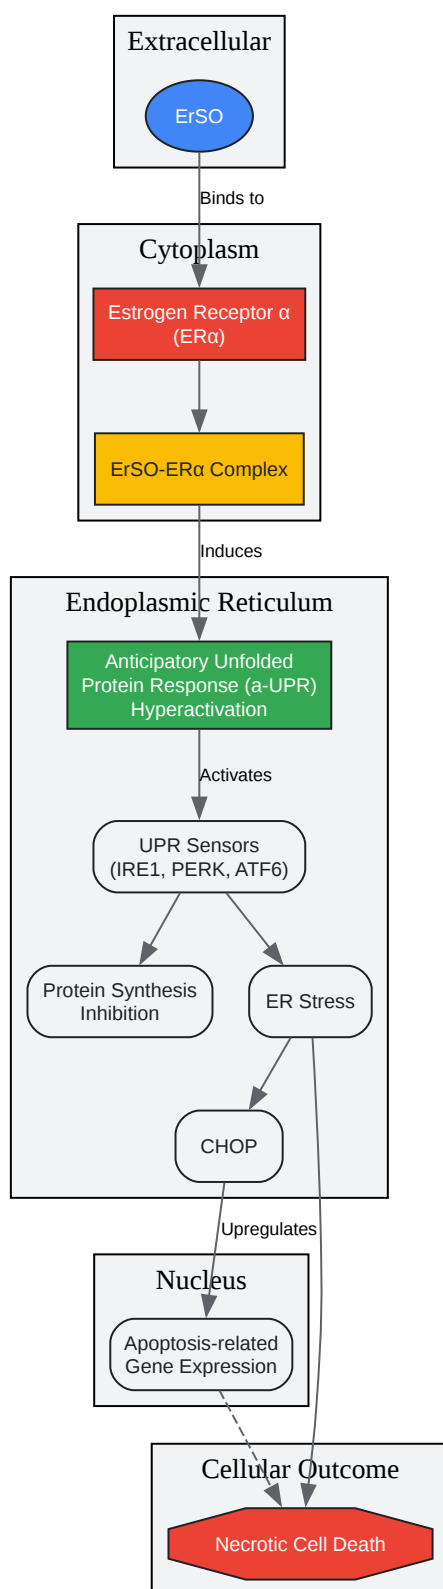 Extracellular
ErSO
Binds to
Cytoplasm
Estrogen Receptor α
(ERα)
ErSO-ERα Complex
Induces
Endoplasmic Reticulum
Anticipatory Unfolded
Protein Response (a-UPR)
Hyperactivation
Activates
UPR Sensors
(IRE1, PERK, ATF6)
Protein Synthesis
Inhibition
ER Stress
CHOP
Upregulates
Nucleus
Apoptosis-related
Gene Expression
Cellular Outcome
Necrotic Cell Death